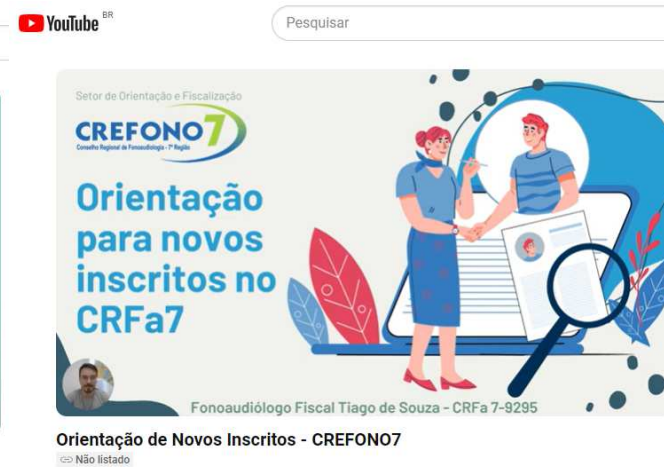 YouTube BR
Pesquisar
Setor de Orientação e Fiscalização
CREFONO7
Conselho Regional de Fonoaudiologia - 7ª Região
Orientação
para novos
inscritos no
CRFa7
Fonoaudiólogo Fiscal Tiago de Souza - CRFa 7-9295
Orientação de Novos Inscritos - CREFONO7
Não listado